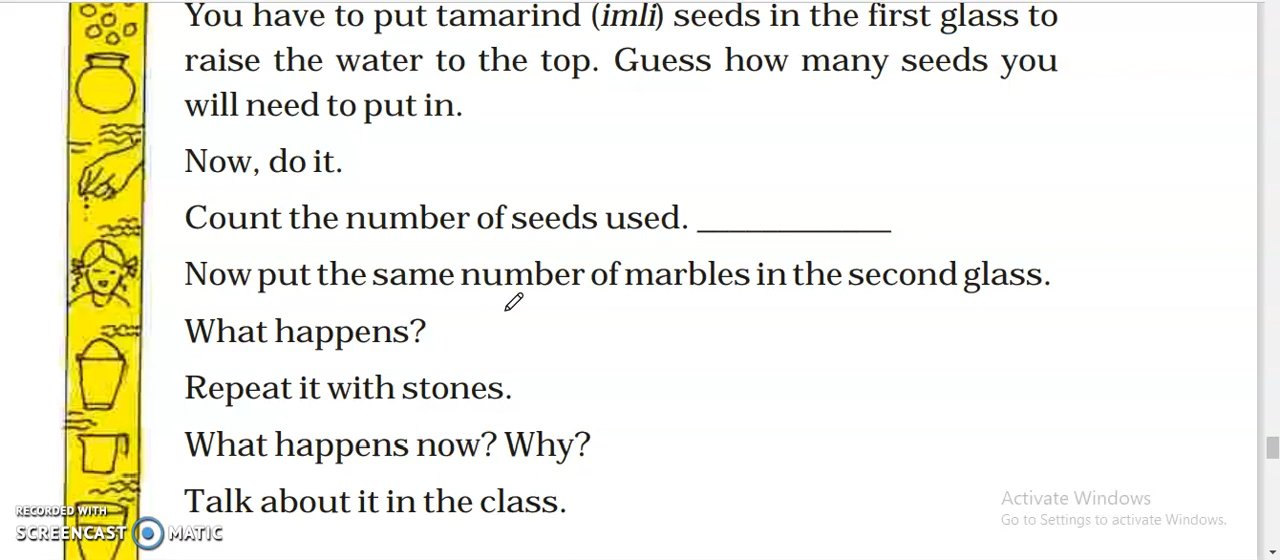 You have to put tamarind (imli) seeds in the first glass to
raise the water to the top. Guess how many seeds you
will need to put in.
Now, do it.
Count the number of seeds used. ____________
Now put the same number of marbles in the second glass.
What happens?
Repeat it with stones.
What happens now? Why?
Talk about it in the class.
RECORDED WITH
SCREENCAST MATIC
Activate Windows
Go to Settings to activate Windows.